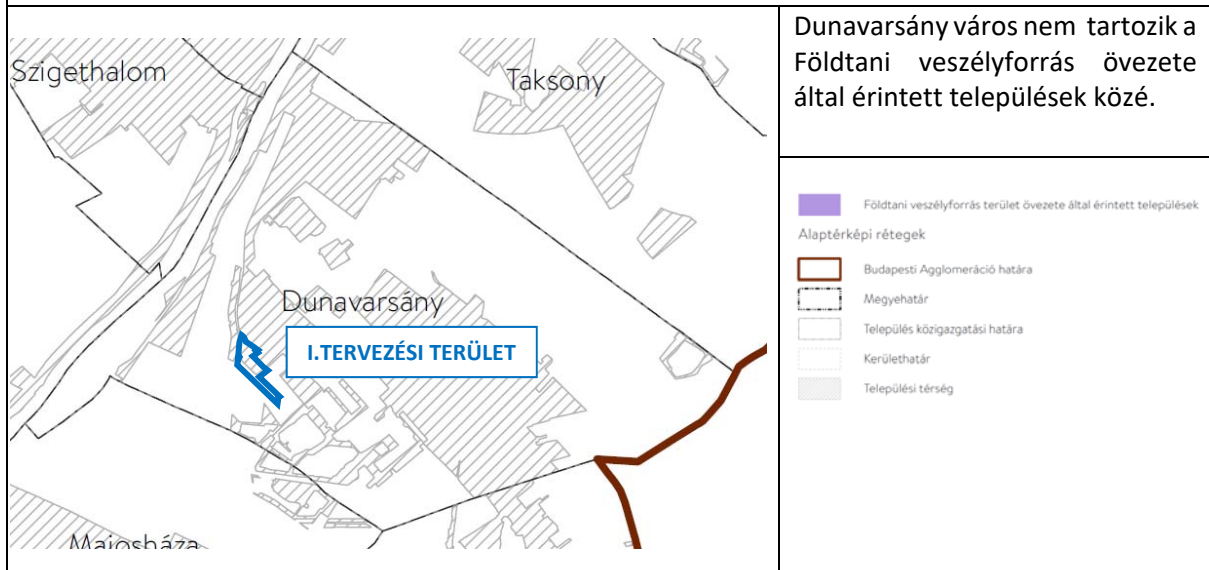 Szigethalom
Taksony
Dunavarsány
I.TERVEZÉSI TERÜLET
Majosháza
Dunavarsány város nem tartozik a
Földtani veszélyforrás övezete
által érintett települések közé.
Földtani veszélyforrás terület övezete által érintett települések
Alaptérképi rétegek
Budapesti Agglomeráció határa
Megyehatár
Település közigazgatási határa
Kerülethatár
Települési térség